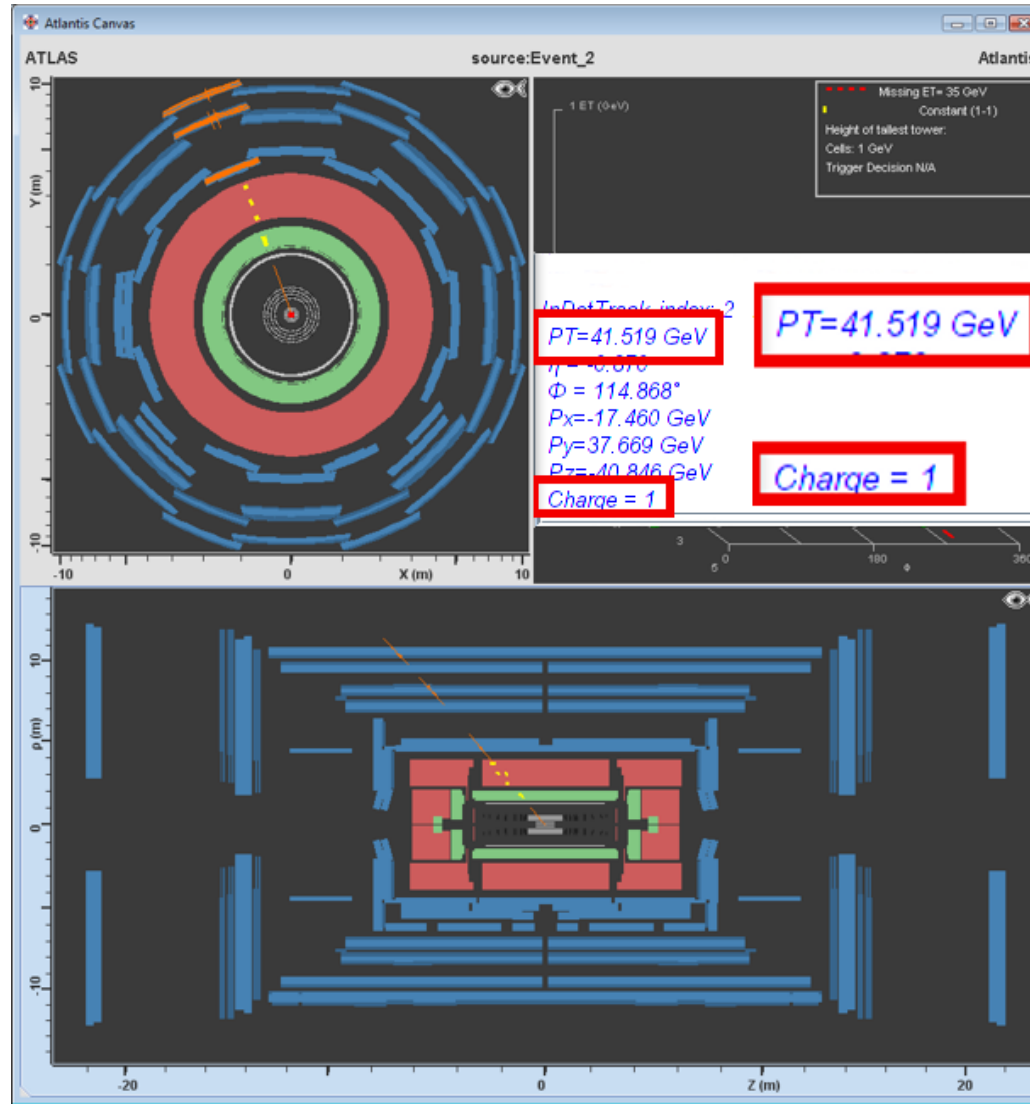 Atlantis Canvas
ATLAS source:Event_2 Atlantis
10
0
-10
Y (m)
-10 0 X (m) 10
1 ET (GeV)
Missing ET= 35 GeV
Constant (1-1)
Height of tallest tower:
Cells: 1 GeV
Trigger Decision N/A
InDetTrack index: 2
PT=41.519 GeV
PT=41.519 GeV
η = -0.870
Φ = 114.868°
Px=-17.460 GeV
Py=37.669 GeV
Pz=-40.846 GeV
Charge = 1
Charge = 1
3
5
0 180 360
Φ
10
0
-10
ρ (m)
-20 0 Z (m) 20